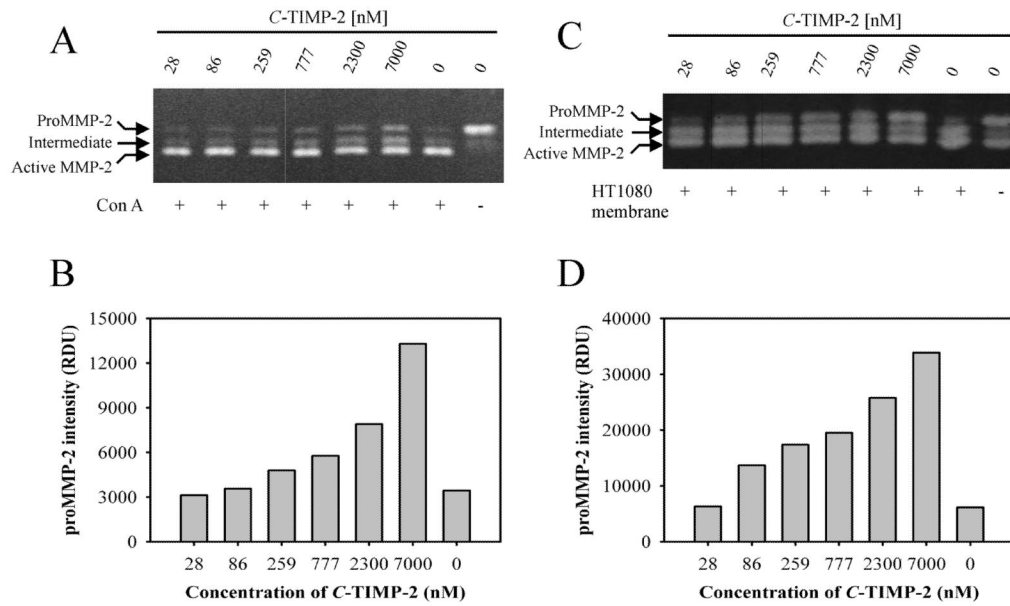 A
C-TIMP-2 [nM]
28 86 259 777 2300 7000 0 0
ProMMP-2
Intermediate
Active MMP-2
Con A + + + + + + + -
C
C-TIMP-2 [nM]
28 86 259 777 2300 7000 0 0
ProMMP-2
Intermediate
Active MMP-2
HT1080 + + + + + + + -
membrane
B
proMMP-2 intensity (RDU)
15000
12000
9000
6000
3000
0
28 86 259 777 2300 7000 0
Concentration of C-TIMP-2 (nM)
D
proMMP-2 intensity (RDU)
40000
30000
20000
10000
0
28 86 259 777 2300 7000 0
Concentration of C-TIMP-2 (nM)